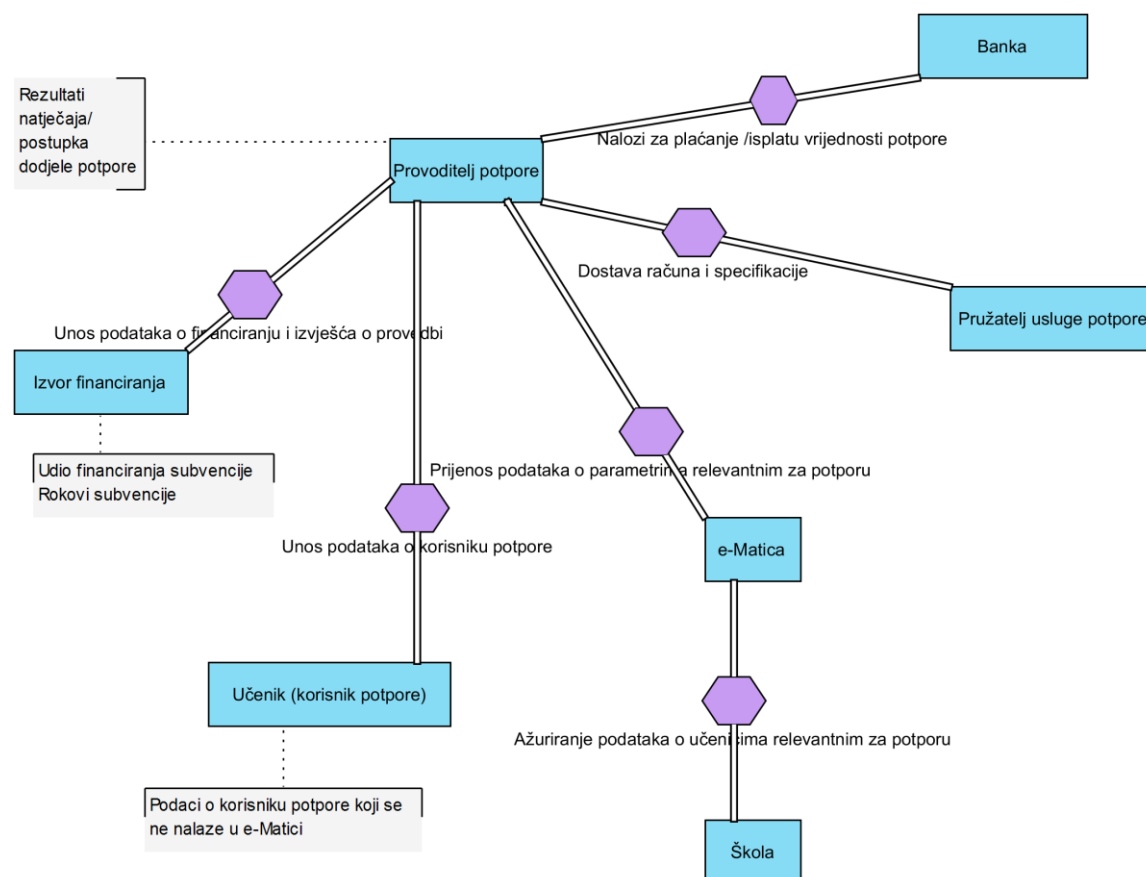 Banka
Rezultati
natječaja/
postupka
dodjele potpore
Nalozi za plaćanje /isplatu vrijednosti potpore
Provoditelj potpore
Dostava računa i specifikacije
Pružatelj usluge potpore
Unos podataka o financiranju i izvješća o provedbi
Izvor financiranja
Udio financiranja subvencije
Rokovi subvencije
Prijenos podataka o parametrima relevantnim za potporu
Unos podataka o korisniku potpore
e-Matica
Učenik (korisnik potpore)
Ažuriranje podataka o učenicima relevantnim za potporu
Podaci o korisniku potpore koji se
ne nalaze u e-Matici
Škola